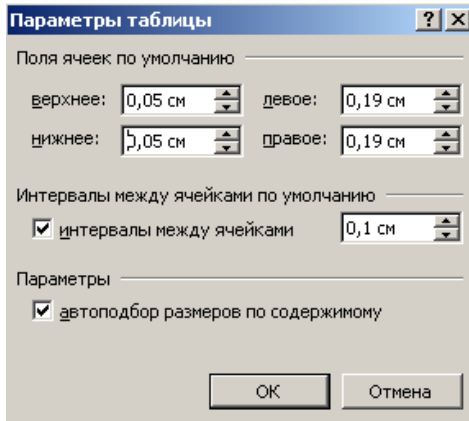 Параметры таблицы
Поля ячеек по умолчанию
верхнее: 0,05 см левое: 0,19 см
нижнее: 0,05 см правое: 0,19 см
Интервалы между ячейками по умолчанию
интервалы между ячейками 0,1 см
Параметры
автоподбор размеров по содержимому
ОК Отмена